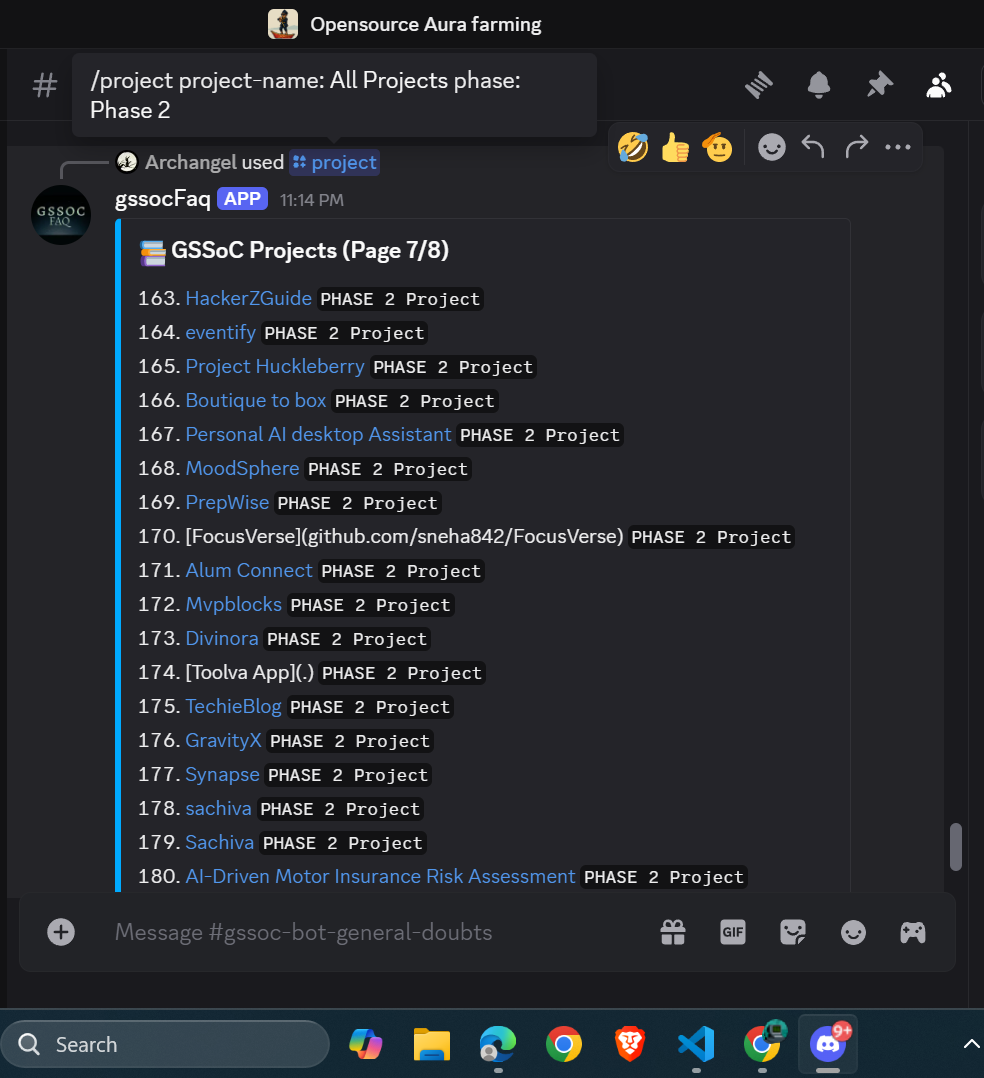 Opensource Aura farming
/project project-name: All Projects phase:
Phase 2
Archangel used project
GSSOC
FAQ
gssocFaq APP 11:14 PM
GSSoC Projects (Page 7/8)
163. HackerZGuide PHASE 2 Project
164. eventify PHASE 2 Project
165. Project Huckleberry PHASE 2 Project
166. Boutique to box PHASE 2 Project
167. Personal AI desktop Assistant PHASE 2 Project
168. MoodSphere PHASE 2 Project
169. PrepWise PHASE 2 Project
170. [FocusVerse](github.com/sneha842/FocusVerse) PHASE 2 Project
171. Alum Connect PHASE 2 Project
172. Mvpblocks PHASE 2 Project
173. Divinora PHASE 2 Project
174. [Toolva App](.) PHASE 2 Project
175. TechieBlog PHASE 2 Project
176. GravityX PHASE 2 Project
177. Synapse PHASE 2 Project
178. sachiva PHASE 2 Project
179. Sachiva PHASE 2 Project
180. AI-Driven Motor Insurance Risk Assessment PHASE 2 Project
Message #gssoc-bot-general-doubts
GIF
Search
9+